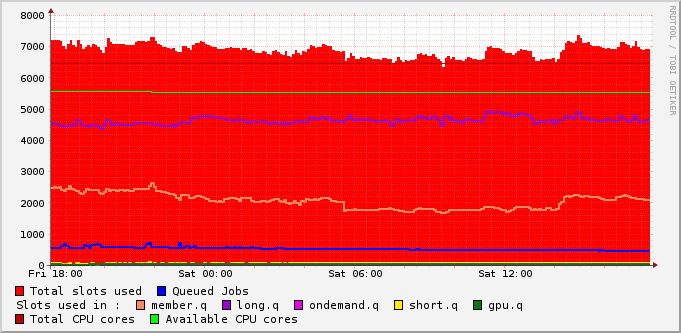 8000
7000
6000
5000
4000
3000
2000
1000
0
Fri 18:00 Sat 00:00 Sat 06:00 Sat 12:00
Total slots used Queued Jobs
Slots used in : member.q long.q ondemand.q short.q gpu.q
Total CPU cores Available CPU cores
RRDTOOL / TOBI OETIKER